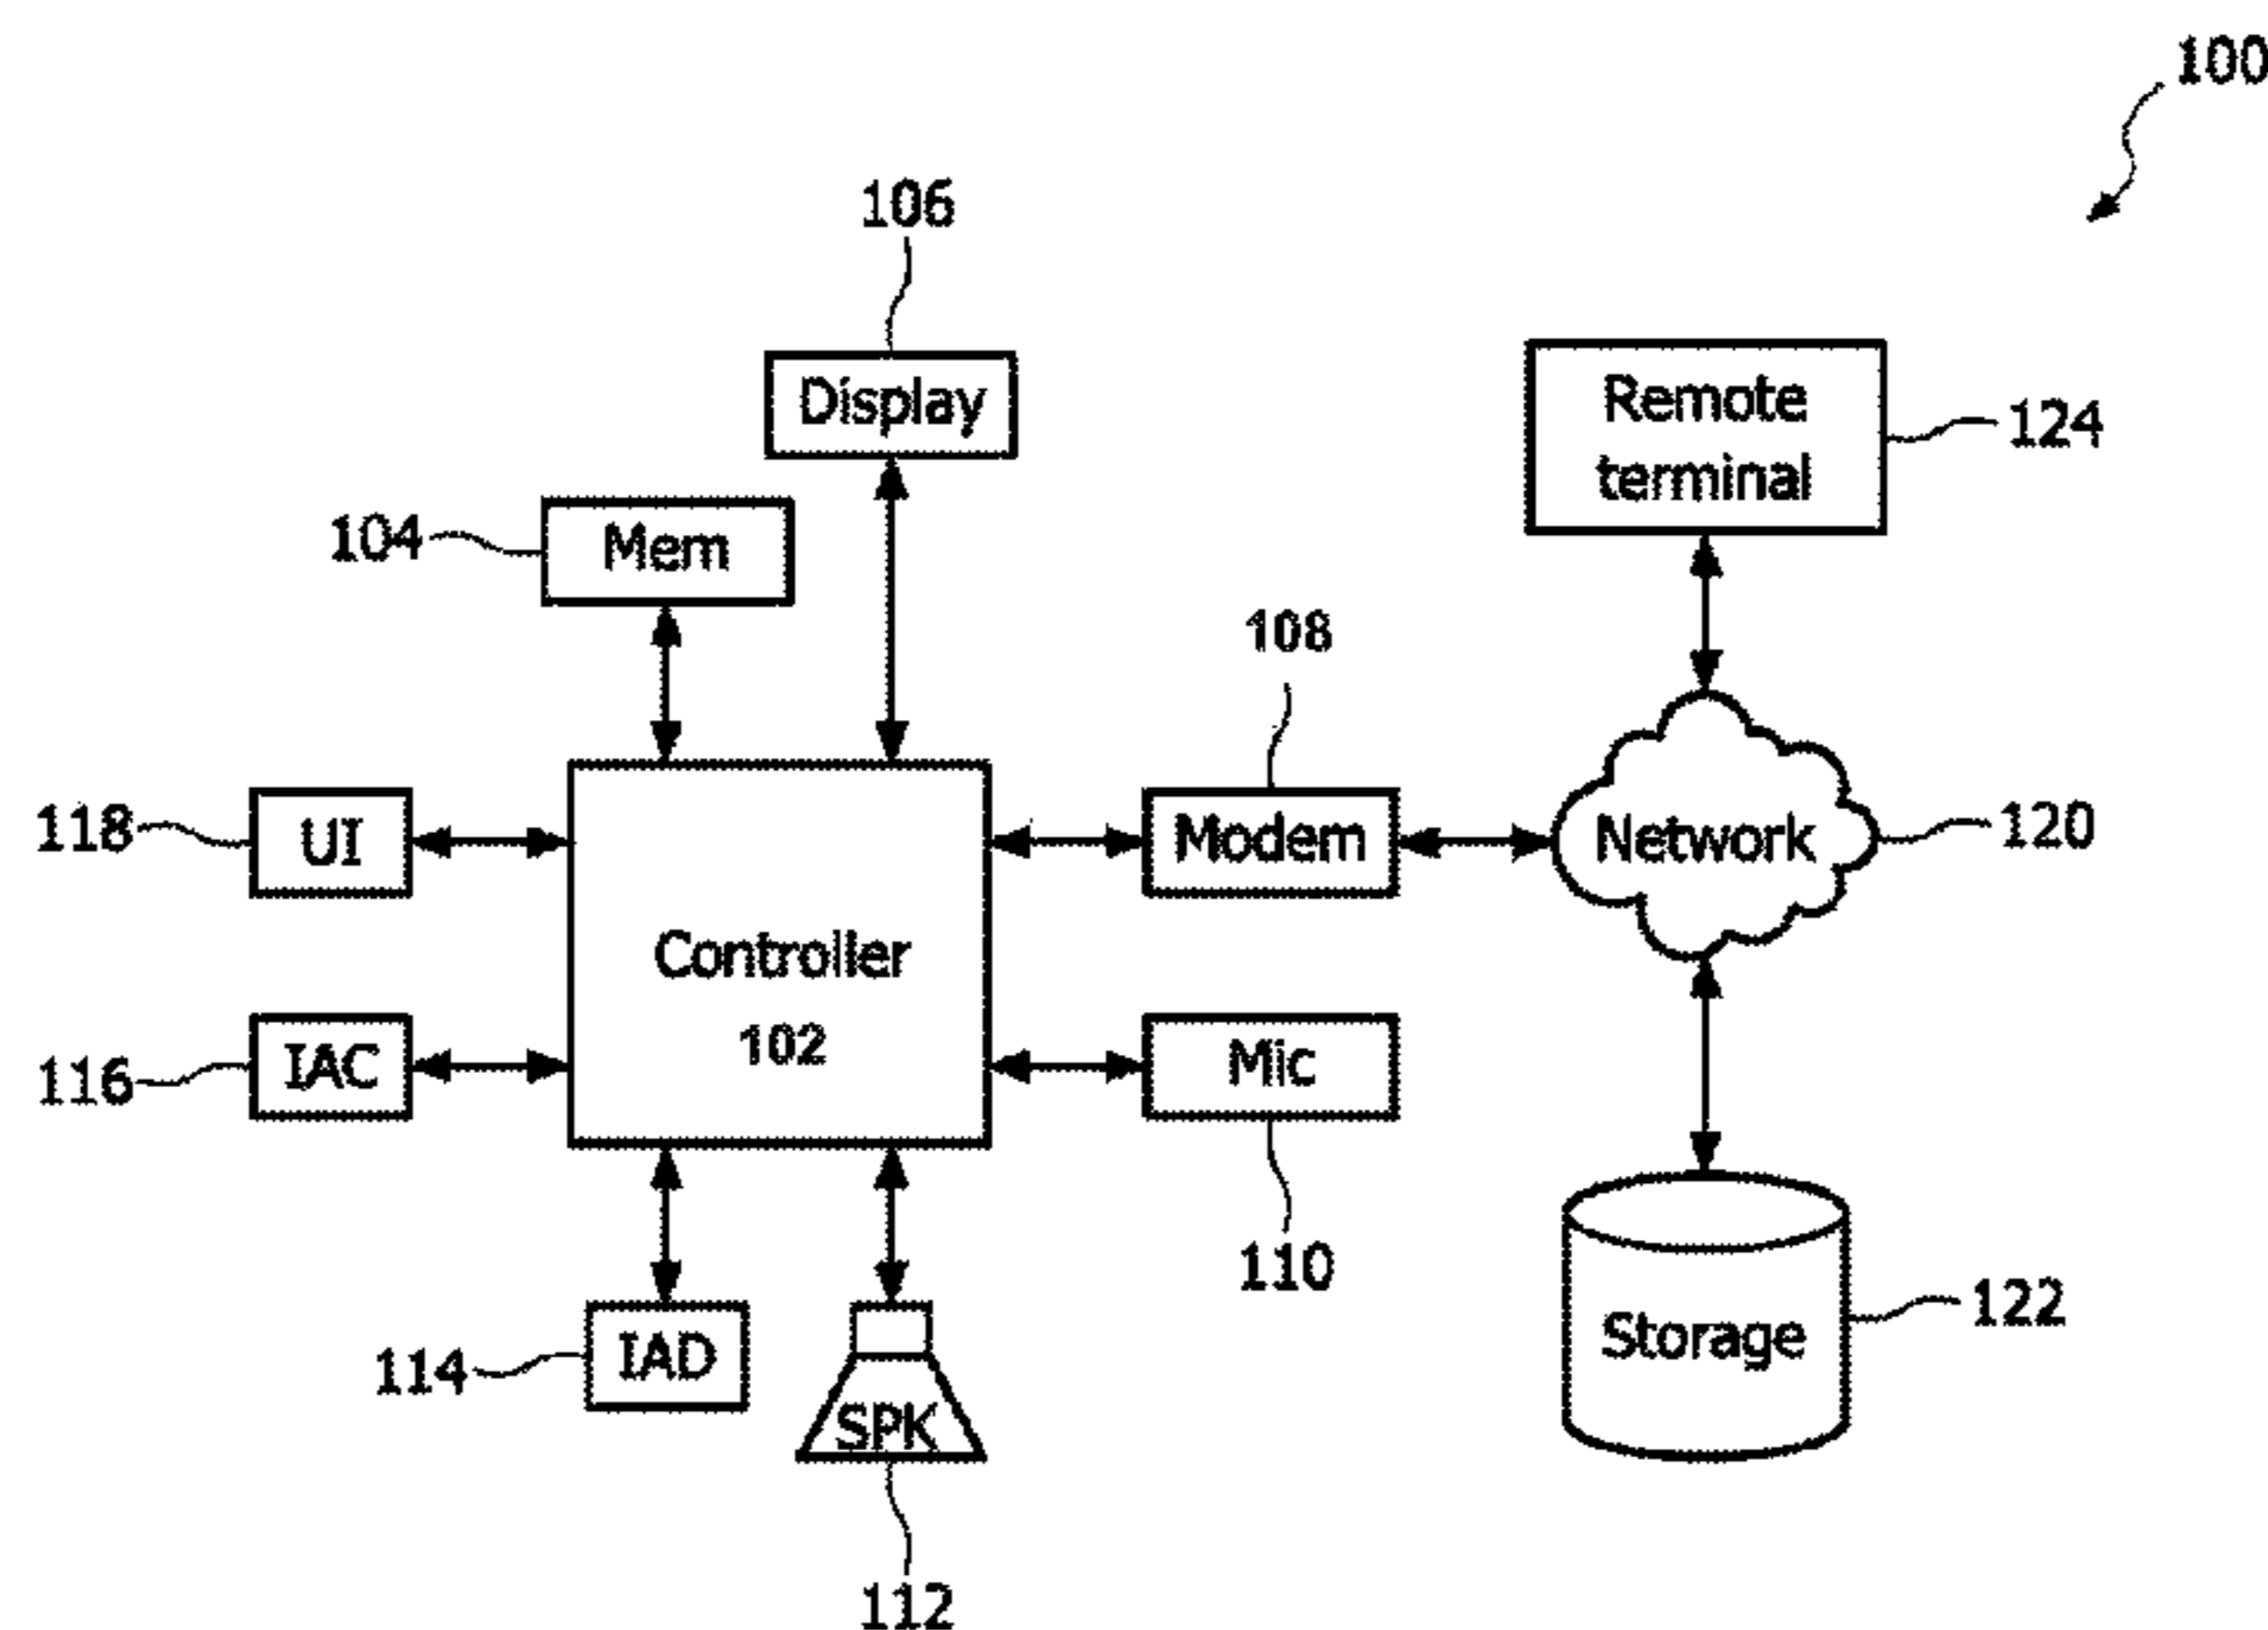 100
106
Display
Remote
terminal
124
104
Mem
108
118
UI
Modem
Network
120
Controller
102
116
IAC
Mic
110
122
Storage
114
IAD
SPK
112